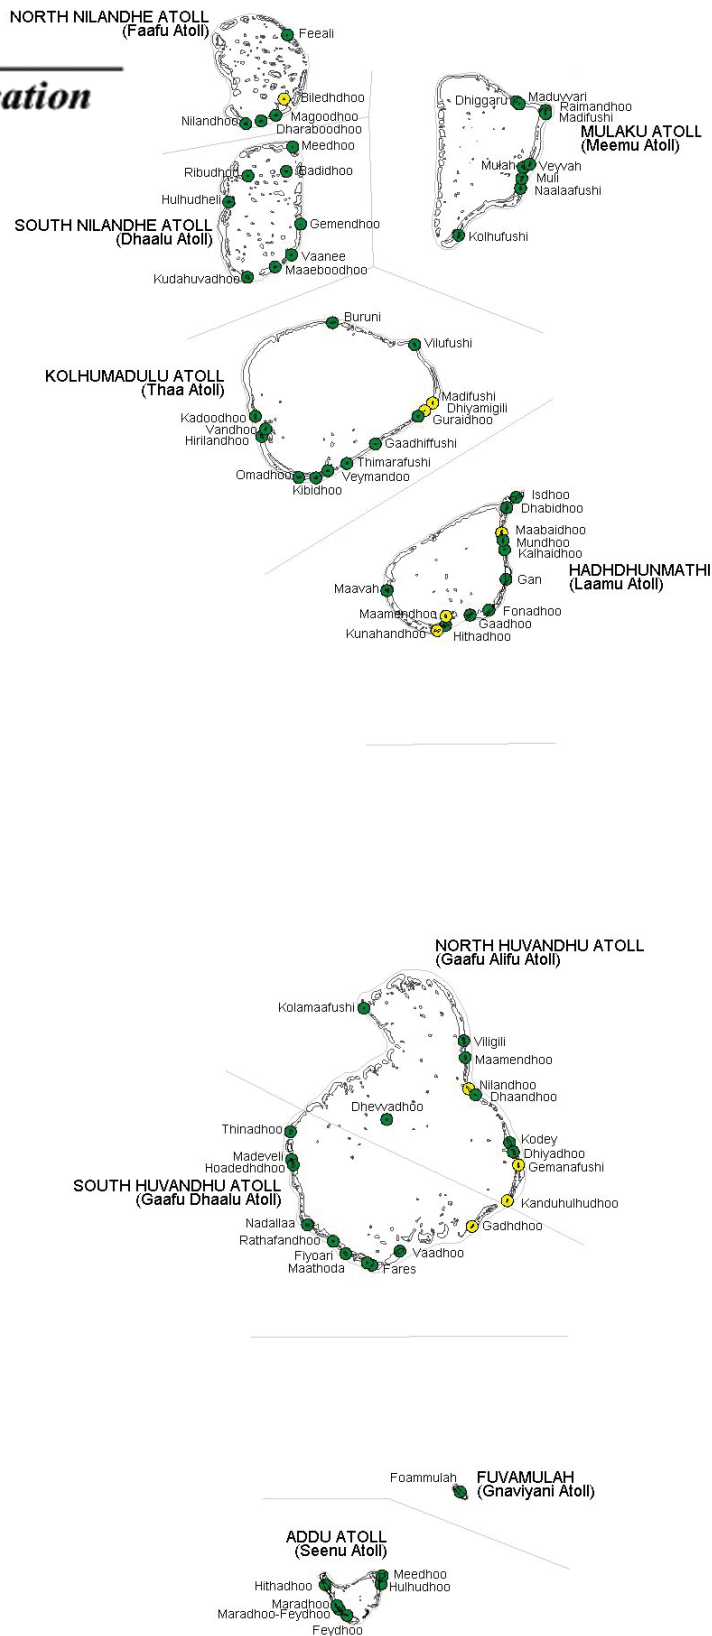 NORTH NILANDHE ATOLL
(Faafu Atoll)
Feeali
Biledhdhoo
Nilandhoo
Magoodhoo
Dharaboodhoo
Meedhoo
Ribudhoo
Badidhoo
Hulhudheli
SOUTH NILANDHE ATOLL
(Dhaalu Atoll)
Gemendhoo
Vaanee
Maaeboodhoo
Kudahuvadhoo
Dhiggaru
Maduvvari
Raimandhoo
Madifushi
MULAKU ATOLL
(Meemu Atoll)
Mulah
Veyvah
Muli
Naalaafushi
Kolhufushi
Buruni
Vilufushi
KOLHUMADULU ATOLL
(Thaa Atoll)
Madifushi
Dhiyamigili
Guraidhoo
Kadoodhoo
Vandhoo
Hirilandhoo
Gaadhiffushi
Thimarafushi
Omadhoo
Veymandoo
Kibidhoo
Isdhoo
Dhabidhoo
Maabaidhoo
Mundhoo
Kalhaidhoo
HADHDHUNMATHI
(Laamu Atoll)
Gan
Maavah
Maamendhoo
Fonadhoo
Gaadhoo
Kunahandhoo
Hithadhoo
NORTH HUVANDHU ATOLL
(Gaafu Alifu Atoll)
Kolamaafushi
Viligili
Maamendhoo
Nilandhoo
Dhaandhoo
Dhevvadhoo
Thinadhoo
Kodey
Dhiyadhoo
Gemanafushi
Madeveli
Hoadedhdhoo
SOUTH HUVANDHU ATOLL
(Gaafu Dhaalu Atoll)
Kanduhulhudhoo
Gadhdhoo
Nadallaa
Rathafandhoo
Fiyoari
Maathoda
Vaadhoo
Fares
Foammulah
FUVAMULAH
(Gnaviyani Atoll)
ADDU ATOLL
(Seenu Atoll)
Meedhoo
Hithadhoo
Hulhudhoo
Maradhoo
Maradhoo-Feydhoo
Feydhoo